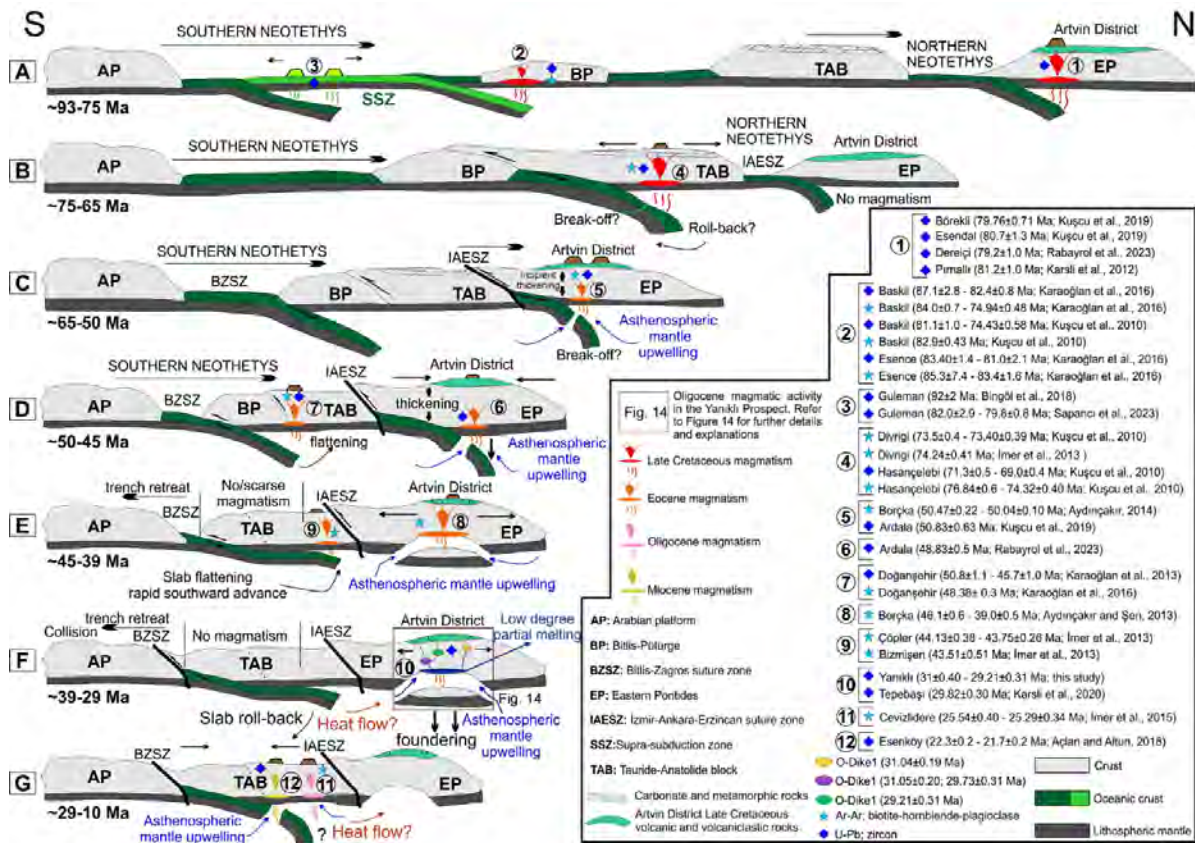 S
N
SOUTHERN NEOTETHYS
Artvin District
NORTHERN
NEOTETHYS
A
AP
3
SSZ
2
BP
TAB
1
EP
~93-75 Ma
SOUTHERN NEOTETHYS
NORTHERN
NEOTETHYS
Artvin District
B
AP
BP
4
TAB
IAESZ
EP
~75-65 Ma
Break-off?
Roll-back?
No magmatism
SOUTHERN NEOTHETYS
Artvin District
C
AP
BZSZ
BP
TAB
IAESZ
incipient
thickening
5
EP
~65-50 Ma
Break-off?
Asthenospheric
mantle
upwelling
SOUTHERN NEOTETHYS
Artvin District
D
AP
BZSZ
BP
7
TAB
IAESZ
thickening
6
EP
~50-45 Ma
flattening
Asthenospheric
mantle
upwelling
trench retreat
No/scarse
magmatism
IAESZ
Artvin District
E
AP
BZSZ
TAB
9
8
EP
~45-39 Ma
Slab flattening
rapid southward advance
Asthenospheric mantle upwelling
trench retreat
Collision
BZSZ
No magmatism
IAESZ
Artvin District
Low degree
partial melting
F
AP
TAB
EP
10
Fig. 14
~39-29 Ma
Slab roll-back
Heat flow?
foundering
Asthenospheric
mantle
upwelling
BZSZ
IAESZ
G
AP
TAB
12
11
EP
~29-10 Ma
Asthenospheric
mantle upwelling
?
Heat flow?
1
Börekli (79.76±0.71 Ma; Kuşcu et al., 2019)
Esendal (80.7±1.3 Ma; Kuşcu et al., 2019)
Dereiçi (79.2±1.0 Ma; Rabayrol et al., 2023)
Pırnallı (81.2±1.0 Ma; Karsli et al., 2012)
2
Baskil (87.1±2.8 - 82.4±0.8 Ma; Karaoğlan et al., 2016)
Baskil (84.0±0.7 - 74.94±0.48 Ma; Karaoğlan et al., 2016)
Baskil (81.1±1.0 - 74.43±0.58 Ma; Kuşcu et al., 2010)
Baskil (82.9±0.43 Ma; Kuşcu et al., 2010)
Esence (83.40±1.4 - 81.0±2.1 Ma; Karaoğlan et al., 2016)
Esence (85.3±7.4 - 83.4±1.6 Ma; Karaoğlan et al., 2016)
3
Guleman (92±2 Ma; Bingöl et al., 2018)
Guleman (82.0±2.9 - 79.8±0.8 Ma; Sapancı et al., 2023)
4
Divrigi (73.5±0.4 - 73.40±0.39 Ma; Kuşcu et al., 2010)
Divrigi (74.24±0.41 Ma; İmer et al., 2013 )
Hasançelebi (71.3±0.5 - 69.0±0.4 Ma; Kuşcu et al., 2010)
Hasançelebi (76.84±0.6 - 74.32±0.40 Ma; Kuşcu et al., 2010)
5
Borçka (50.47±0.22 - 50.04±0.10 Ma; Aydınçakır, 2014)
Ardala (50.83±0.63 Ma; Kuşcu et al., 2019)
6
Ardala (48.83±0.5 Ma; Rabayrol et al., 2023)
7
Doğanşehir (50.8±1.1 - 45.7±1.0 Ma; Karaoğlan et al., 2013)
Doğanşehir (48.38± 0.3 Ma; Karaoğlan et al., 2016)
8
Borçka (46.1±0.6 - 39.0±0.5 Ma; Aydınçakır and Şen, 2013)
9
Çöpler (44.13±0.38 - 43.75±0.26 Ma; İmer et al., 2013)
Bizmişen (43.51±0.51 Ma; İmer et al., 2013)
10
Yanıklı (31±0.40 - 29.21±0.31 Ma; this study)
Tepebaşı (29.82±0.30 Ma; Karsli et al., 2020)
11
Cevizlidere (25.54±0.40 - 25.29±0.34 Ma; İmer et al., 2015)
12
Esenköy (22.3±0.2 - 21.7±0.2 Ma; Açlan and Altun, 2018)
Fig. 14
Oligocene magmatic activity
in the Yanıklı Prospect. Refer
to Figure 14 for further details
and explanations
Late Cretaceous magmatism
Eocene magmatism
Oligocene magmatism
Miocene magmatism
AP: Arabian platform
BP: Bitlis-Pütürge
BZSZ: Bitlis-Zagros suture zone
EP: Eastern Pontides
IAESZ: İzmir-Ankara-Erzincan suture zone
SSZ:Supra-subduction zone
TAB: Tauride-Anatolide block
Carbonate and metamorphic rocks
Artvin District Late Cretaceous
volcanic and volcaniclastic rocks
O-Dike1 (31.04±0.19 Ma)
O-Dike1 (31.05±0.20; 29.73±0.31 Ma)
O-Dike1 (29.21±0.31 Ma)
Ar-Ar; biotite-hornblende-plagioclase
U-Pb; zircon
Crust
Oceanic crust
Lithospheric mantle